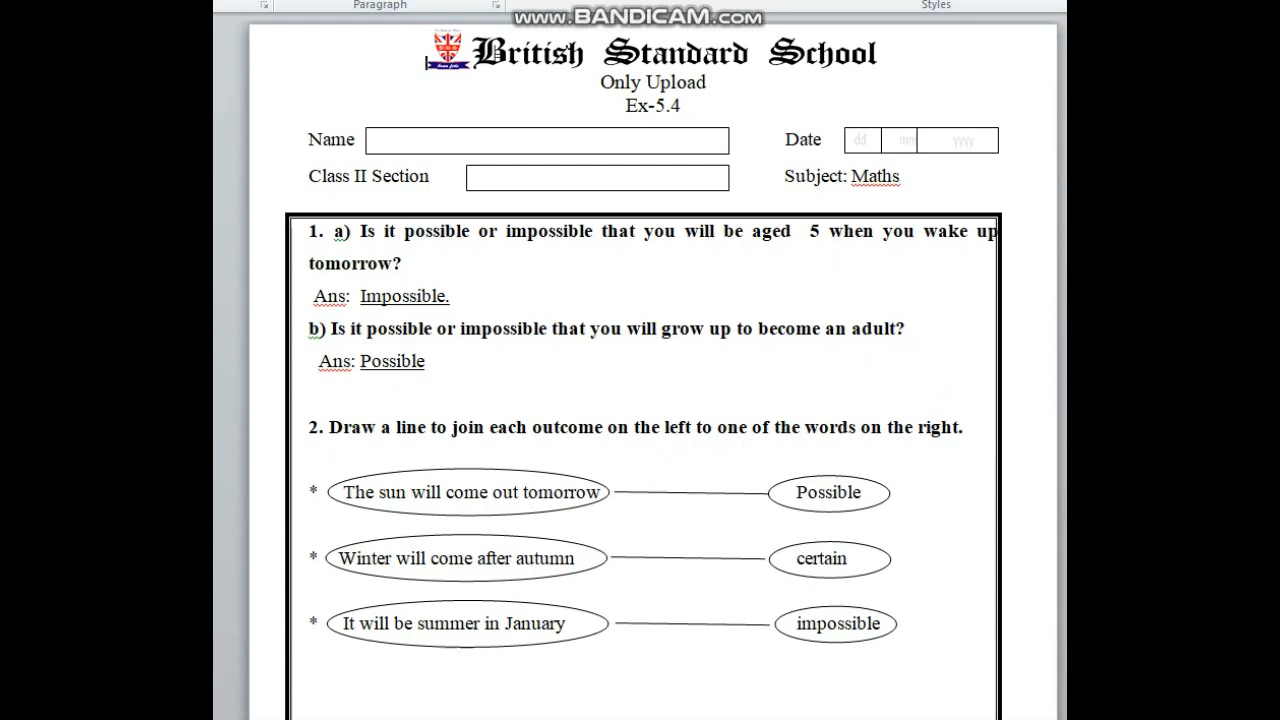 Paragraph
Styles
www.BANDICAM.com
British Standard School
Only Upload
Ex-5.4
Name
Date dd mm yyyy
Class II Section
Subject: Maths
1. a) Is it possible or impossible that you will be aged 5 when you wake up
tomorrow?
Ans: Impossible.
b) Is it possible or impossible that you will grow up to become an adult?
Ans: Possible
2. Draw a line to join each outcome on the left to one of the words on the right.
* The sun will come out tomorrow Possible
* Winter will come after autumn certain
* It will be summer in January impossible